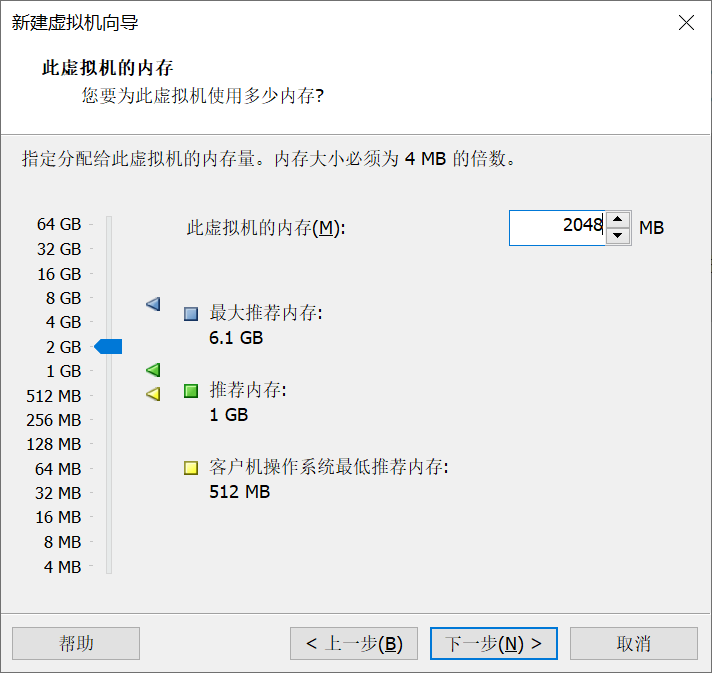 新建虚拟机向导
此虚拟机的内存
您要为此虚拟机使用多少内存?
指定分配给此虚拟机的内存量。内存大小必须为 4 MB 的倍数。
64 GB
32 GB
16 GB
8 GB
4 GB
2 GB
1 GB
512 MB
256 MB
128 MB
64 MB
32 MB
16 MB
8 MB
4 MB
此虚拟机的内存(M):
2048 MB
最大推荐内存:
6.1 GB
推荐内存:
1 GB
客户机操作系统最低推荐内存:
512 MB
帮助
< 上一步(B)
下一步(N) >
取消